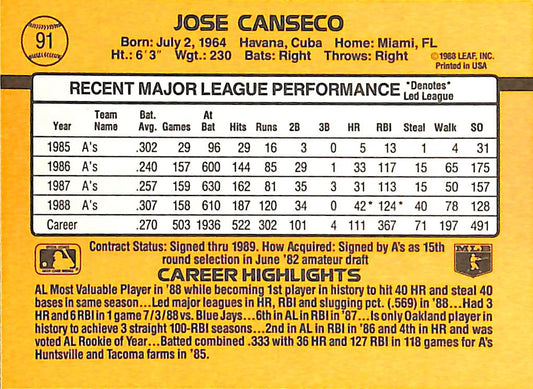 91
JOSE CANSECO
Born: July 2, 1964 Havana, Cuba Home: Miami, FL
Ht.: 6'3" Wgt.: 230 Bats: Right Throws: Right
©1988 LEAF, INC.
Printed in USA
RECENT MAJOR LEAGUE PERFORMANCE *Denotes* Led League
Year Team Name Bat. Avg. Games At Bat Hits Runs 2B 3B HR RBI Steal Walk SO
1985 A's .302 29 96 29 16 3 0 5 13 1 4 31
1986 A's .240 157 600 144 85 29 1 33 117 15 65 175
1987 A's .257 159 630 162 81 35 3 31 113 15 50 157
1988 A's .307 158 610 187 120 34 0 42* 124* 40 78 128
Career .270 503 1936 522 302 101 4 111 367 71 197 491
Contract Status: Signed thru 1989. How Acquired: Signed by A's as 15th
round selection in June '82 amateur draft
MLB
CAREER HIGHLIGHTS
AL Most Valuable Player in '88 while becoming 1st player in history to hit 40 HR and steal 40
bases in same season...Led major leagues in HR, RBI and slugging pct. (.569) in '88...Had 3
HR and 6 RBI in 1 game 7/3/88 vs. Blue Jays...6th in AL in RBI in '87...Is only Oakland player in
history to achieve 3 straight 100-RBI seasons...2nd in AL in RBI in '86 and 4th in HR and was
voted AL Rookie of Year...Batted combined .333 with 36 HR and 127 RBI in 118 games for A's
Huntsville and Tacoma farms in '85.